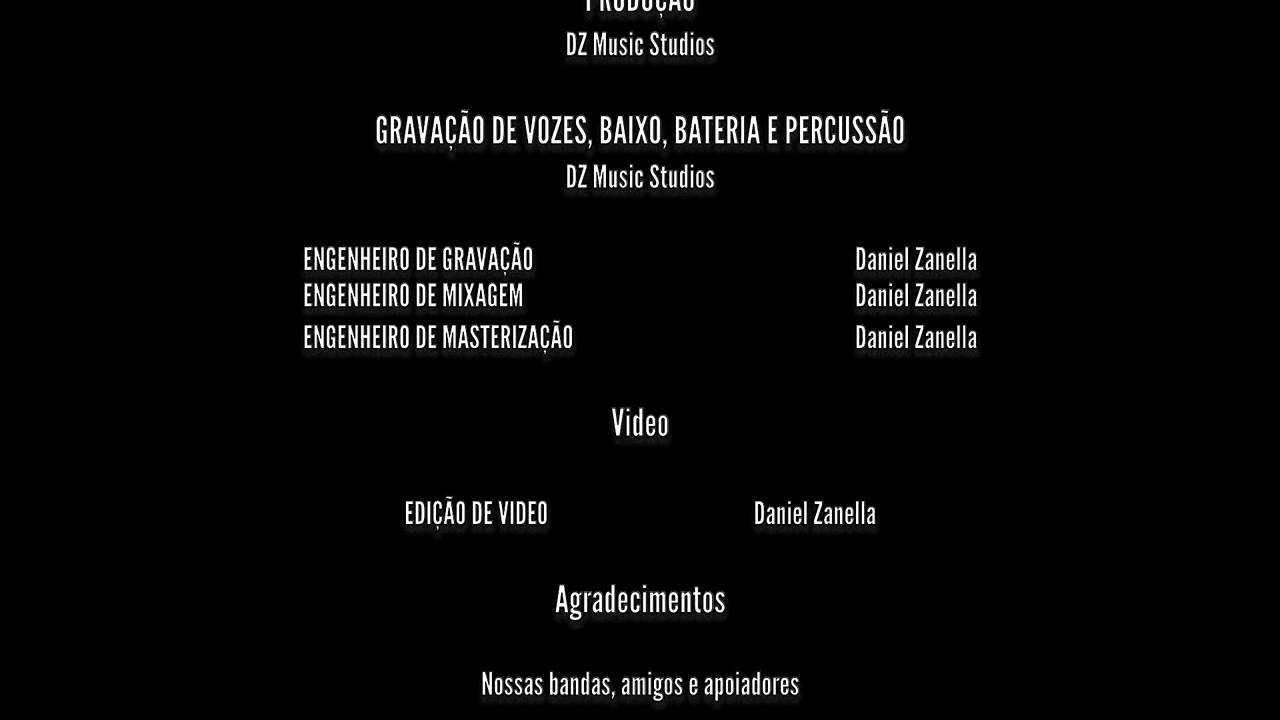 PRODUÇÃO
DZ Music Studios
GRAVAÇÃO DE VOZES, BAIXO, BATERIA E PERCUSSÃO
DZ Music Studios
ENGENHEIRO DE GRAVAÇÃO Daniel Zanella
ENGENHEIRO DE MIXAGEM Daniel Zanella
ENGENHEIRO DE MASTERIZAÇÃO Daniel Zanella
Video
EDIÇÃO DE VIDEO Daniel Zanella
Agradecimentos
Nossas bandas, amigos e apoiadores